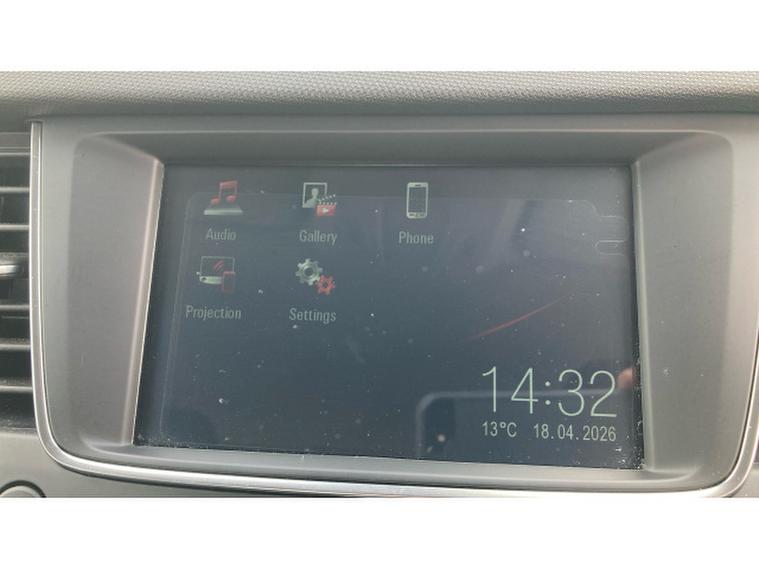 Audio Gallery Phone
Projection Settings
14:32
13°C 18.04.2026